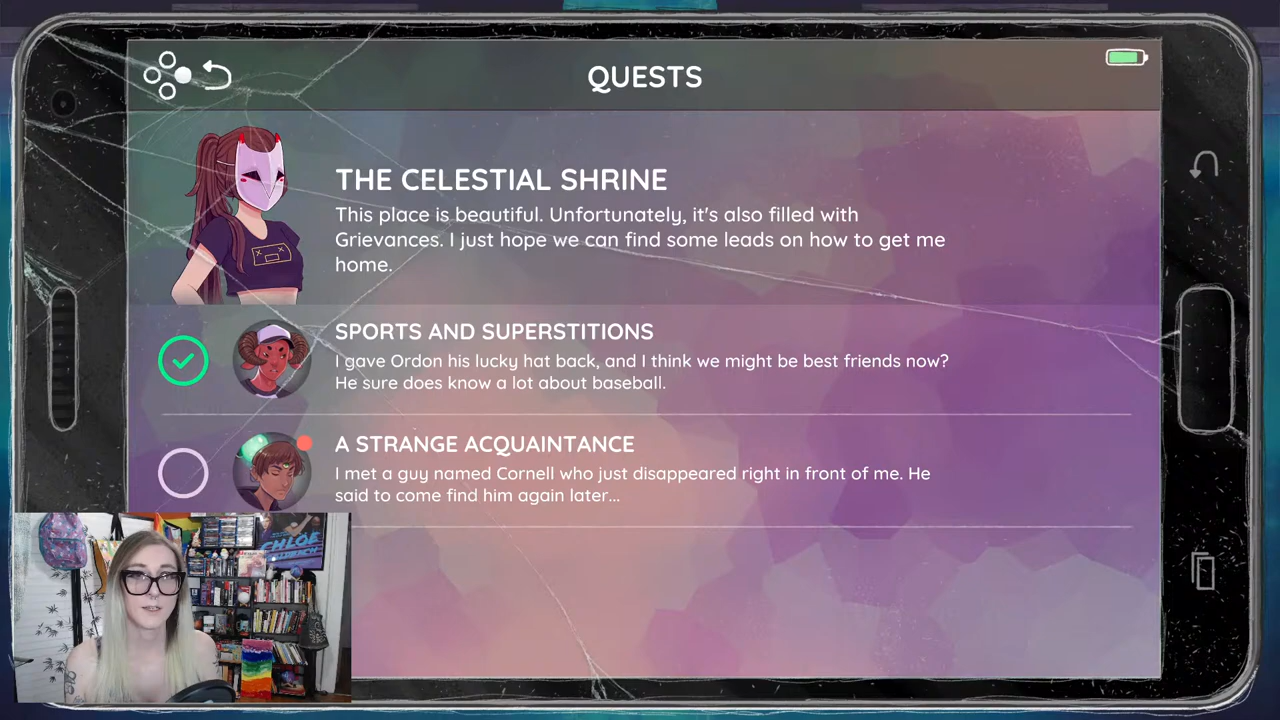 QUESTS
THE CELESTIAL SHRINE
This place is beautiful. Unfortunately, it's also filled with
Grievances. I just hope we can find some leads on how to get me
home.
SPORTS AND SUPERSTITIONS
I gave Ordon his lucky hat back, and I think we might be best friends now?
He sure does know a lot about baseball.
A STRANGE ACQUAINTANCE
I met a guy named Cornell who just disappeared right in front of me. He
said to come find him again later...
CHLOE